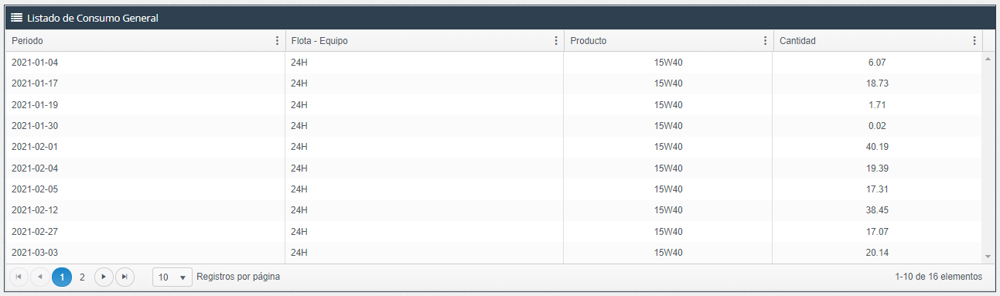 Listado de Consumo General
Periodo Flota - Equipo Producto Cantidad
2021-01-04 24H 15W40 6.07
2021-01-17 24H 15W40 18.73
2021-01-19 24H 15W40 1.71
2021-01-30 24H 15W40 0.02
2021-02-01 24H 15W40 40.19
2021-02-04 24H 15W40 19.39
2021-02-05 24H 15W40 17.31
2021-02-12 24H 15W40 38.45
2021-02-27 24H 15W40 17.07
2021-03-03 24H 15W40 20.14
1 2 10 Registros por página 1-10 de 16 elementos